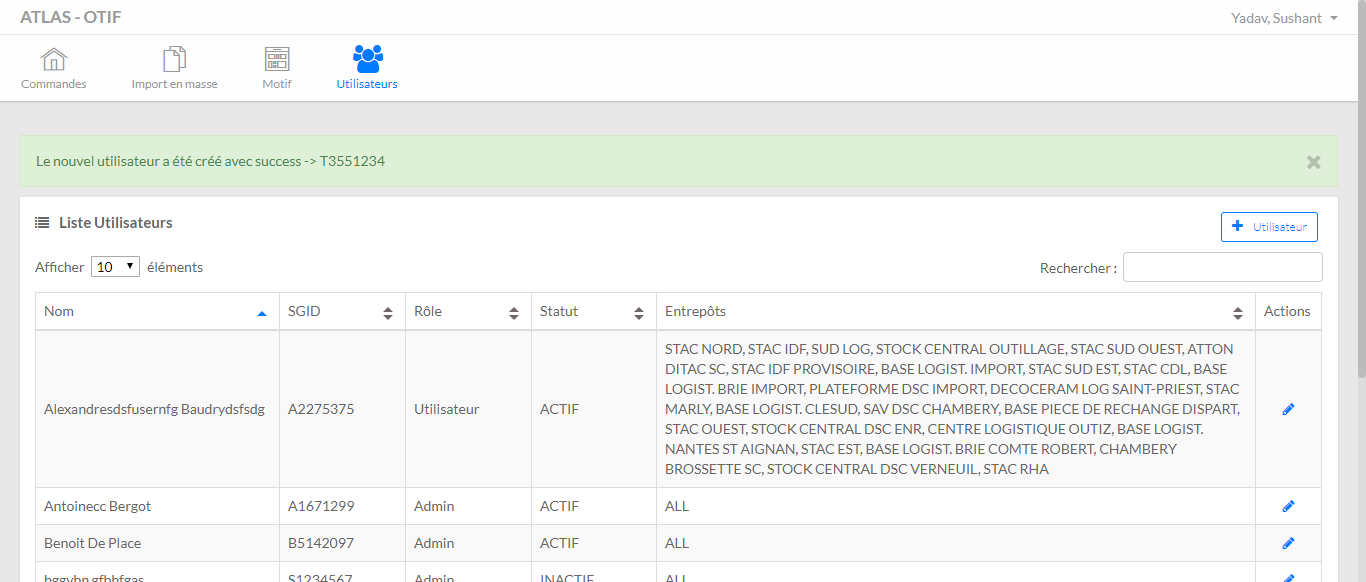 ATLAS - OTIF
Yadav, Sushant
Commandes
Import en masse
Motif
Utilisateurs
Le nouvel utilisateur a été créé avec success -> T3551234
Liste Utilisateurs
Utilisateur
Afficher 10 éléments
Rechercher :
Nom SGID Rôle Statut Entrepôts Actions
STAC NORD, STAC IDF, SUD LOG, STOCK CENTRAL OUTILLAGE, STAC SUD OUEST, ATTON
DITAC SC, STAC IDF PROVISOIRE, BASE LOGIST. IMPORT, STAC SUD EST, STAC CDL, BASE
LOGIST. BRIE IMPORT, PLATEFORME DSC IMPORT, DECOCERAM LOG SAINT-PRIEST, STAC
Alexandresdsfusernfg Baudrydsfsdg A2275375 Utilisateur ACTIF MARLY, BASE LOGIST. CLESUD, SAV DSC CHAMBERY, BASE PIECE DE RECHANGE DISPART,
STAC OUEST, STOCK CENTRAL DSC ENR, CENTRE LOGISTIQUE OUTIZ, BASE LOGIST.
NANTES ST AIGNAN, STAC EST, BASE LOGIST. BRIE COMTE ROBERT, CHAMBERY
BROSSETTE SC, STOCK CENTRAL DSC VERNEUIL, STAC RHA
Antoinecc Bergot A1671299 Admin ACTIF ALL
Benoit De Place B5142097 Admin ACTIF ALL
S1234567 Admin INACTIF ALL